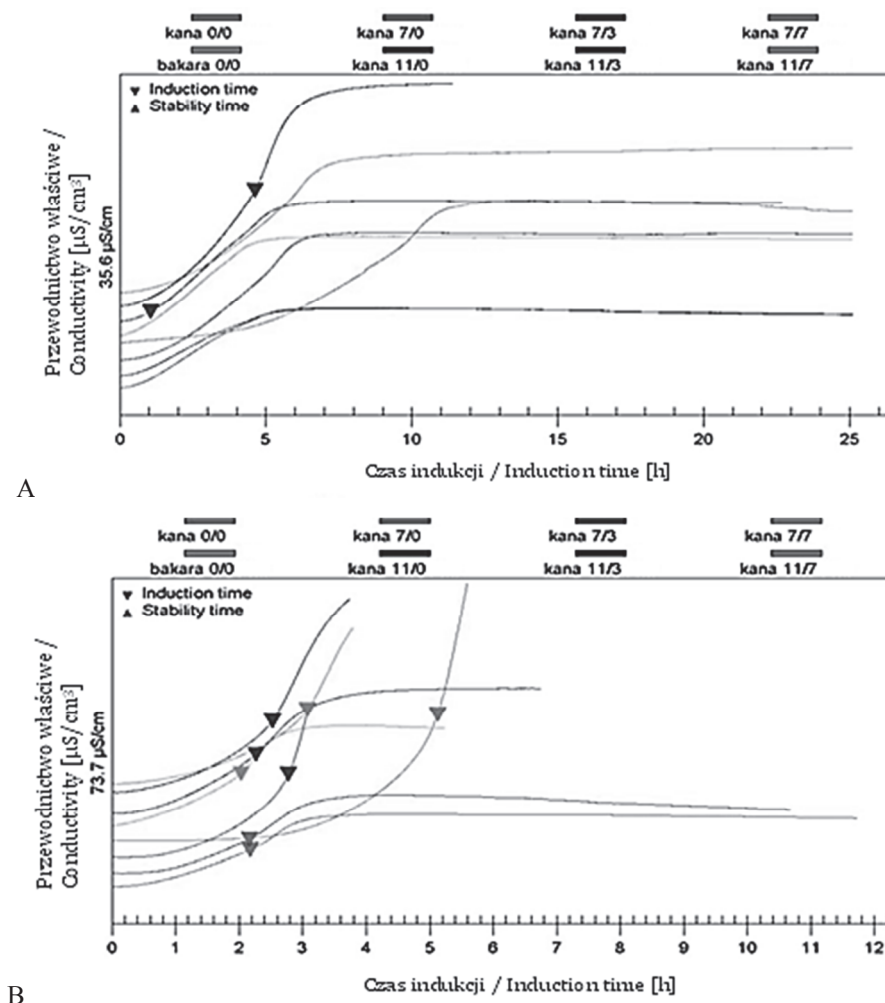 kana 0/0 kana 7/0 kana 7/3 kana 7/7
bakara 0/0 kana 11/0 kana 11/3 kana 11/7
▼ Induction time
▲ Stability time
Przewodnictwo właściwe /
Conductivity [µS/cm³]
35.6 µS/cm
0 5 10 15 20 25
Czas indukcji / Induction time [h]
A
kana 0/0 kana 7/0 kana 7/3 kana 7/7
bakara 0/0 kana 11/0 kana 11/3 kana 11/7
▼ Induction time
▲ Stability time
Przewodnictwo właściwe /
Conductivity [µS/cm³]
73.7 µS/cm
0 1 2 3 4 5 6 7 8 9 10 11 12
Czas indukcji / Induction time [h]
B